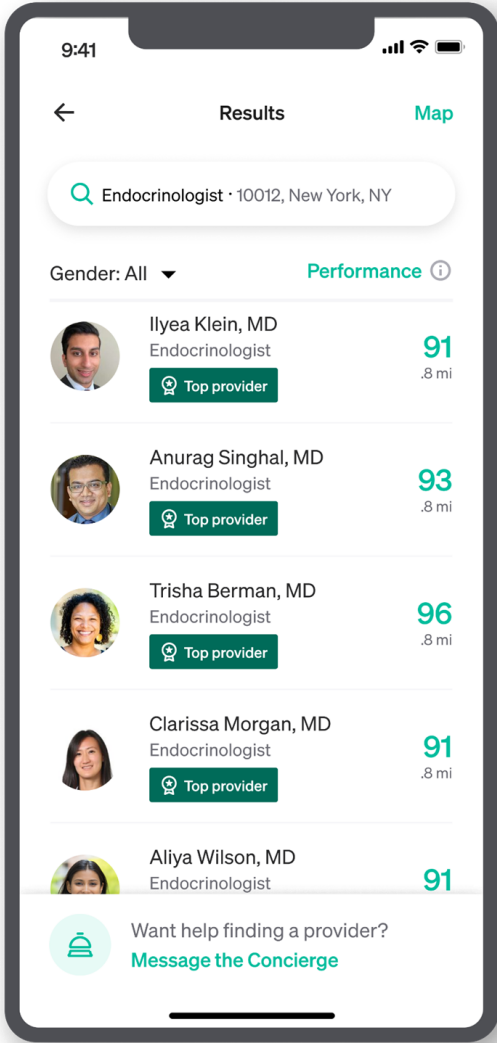 9:41
Results
Map
Endocrinologist · 10012, New York, NY
Gender: All
Performance
Ilyea Klein, MD
Endocrinologist
91
.8 mi
Top provider
Anurag Singhal, MD
Endocrinologist
93
.8 mi
Top provider
Trisha Berman, MD
Endocrinologist
96
.8 mi
Top provider
Clarissa Morgan, MD
Endocrinologist
91
.8 mi
Top provider
Aliya Wilson, MD
Endocrinologist
91
Want help finding a provider?
Message the Concierge